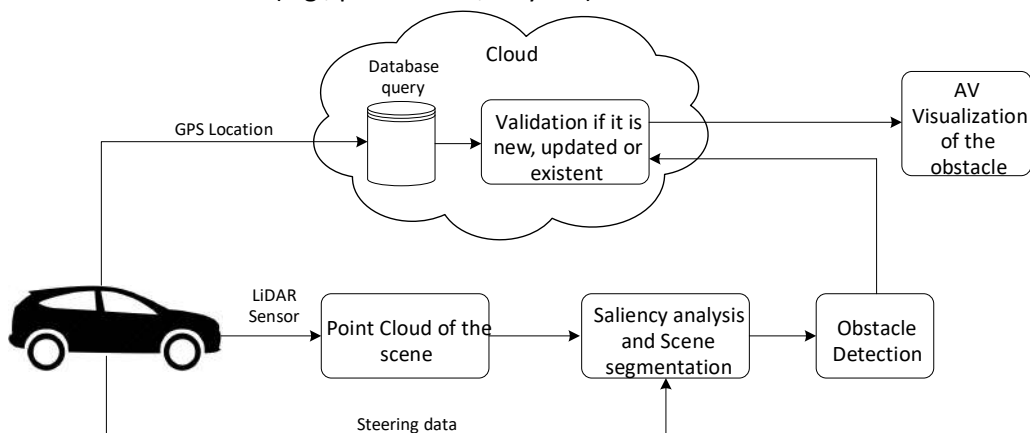 Cloud
Database
query
GPS Location
Validation if it is
new, updated or
existent
AV
Visualization
of the
obstacle
LiDAR
Sensor
Point Cloud of the
scene
Saliency analysis
and Scene
segmentation
Obstacle
Detection
Steering data